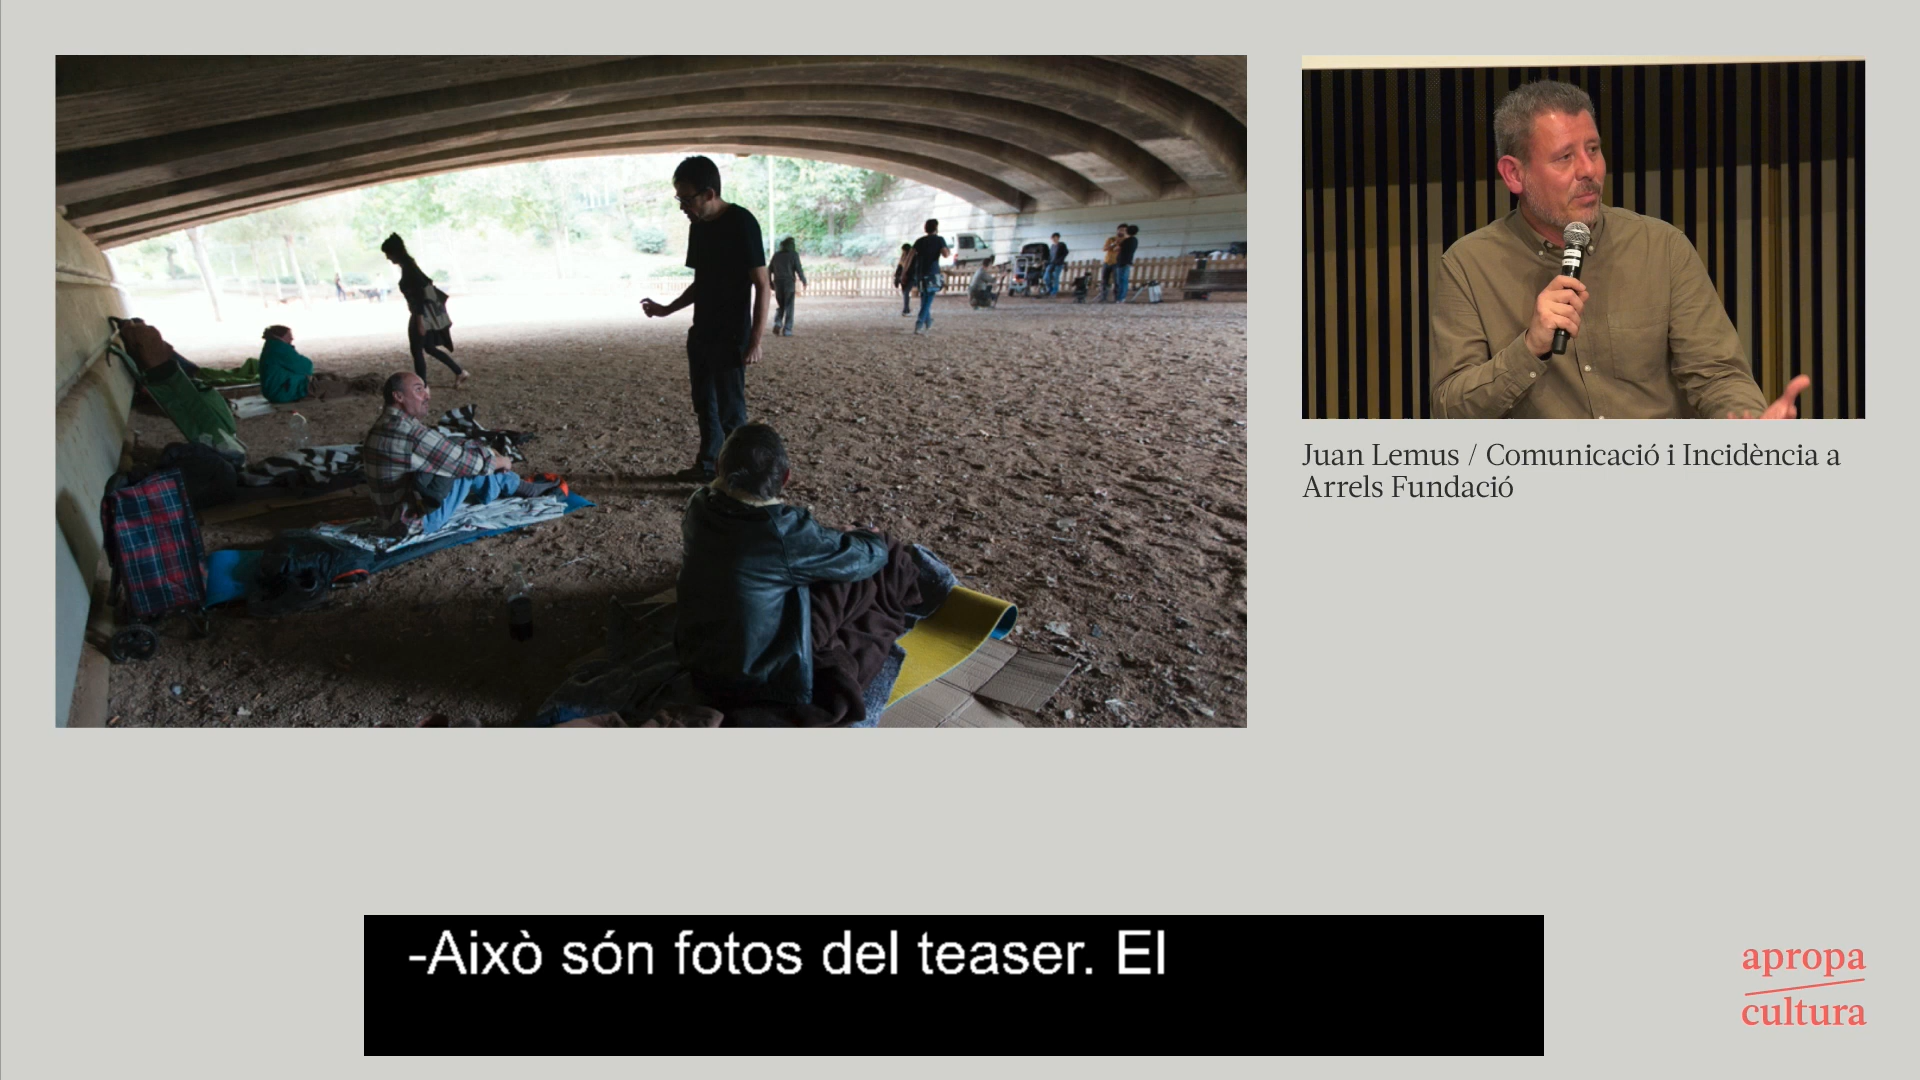 Juan Lemus / Comunicació i Incidència a
Arrels Fundació
-Això són fotos del teaser. El
apropa
cultura